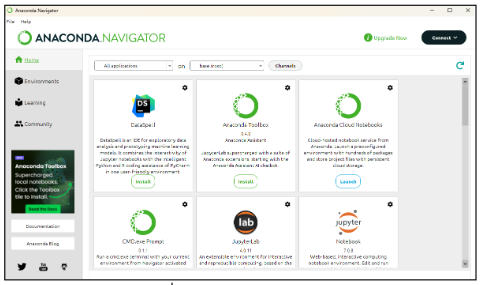 Anaconda Navigator
File Help
ANACONDA.NAVIGATOR
Upgrade Now
Connect
Home
Environments
Learning
Community
All applications
on
base (root)
Channels
DS
DataSpell
DataSpell is an IDE for exploratory data
analysis and prototyping machine learning
models. It combines the interactivity of
Jupyter notebooks with the intelligent
Python and R coding assistance of PyCharm
in one user-friendly environment.
Install
Anaconda Toolbox
Anaconda Assistant
JupyterLab supercharged with a suite of
Anaconda extensions, starting with the
Anaconda Assistant AI chatbot.
Install
Anaconda Cloud Notebooks
Cloud-hosted notebook service from
Anaconda. Launch a preconfigured
environment with hundreds of packages
and store project files with persistent
cloud storage.
Launch
CMD.exe Prompt
0.1.1
Run a cmd.exe terminal with your current
environment from Navigator activated
lab
JupyterLab
4.0.11
An extensible environment for interactive
and reproducible computing, based on the
jupyter
Notebook
7.0.8
Web-based, interactive computing
notebook environment. Edit and run
Anaconda Toolbox
Supercharged
local notebooks.
Click the Toolbox
tile to install.
Read the Docs
Documentation
Anaconda Blog